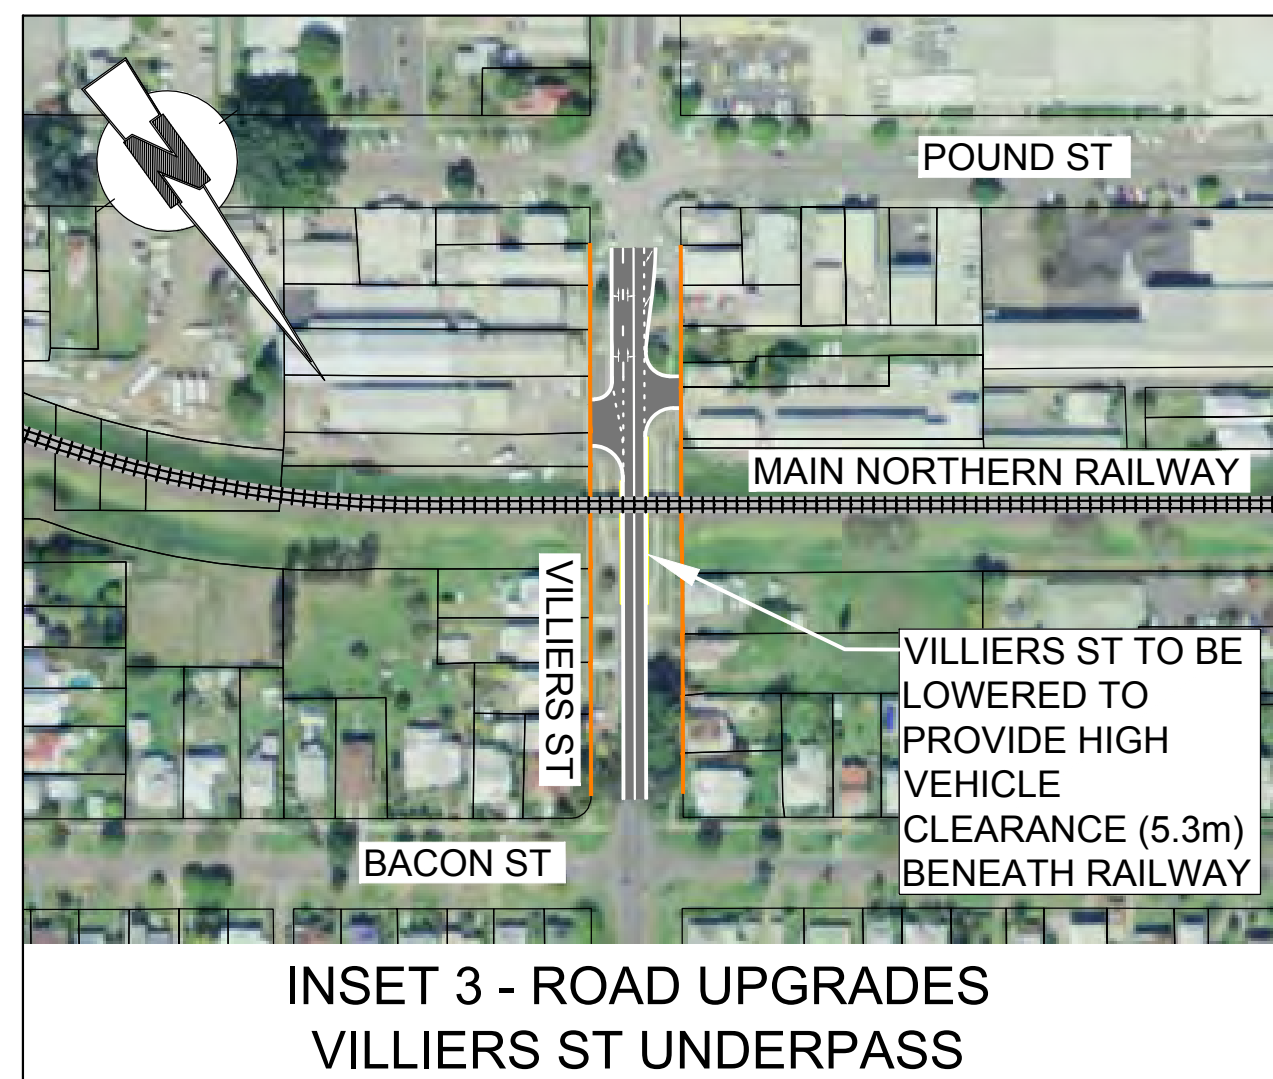 POUND ST
MAIN NORTHERN RAILWAY
VILLIERS ST
VILLIERS ST TO BE
LOWERED TO
PROVIDE HIGH
VEHICLE
CLEARANCE (5.3m)
BENEATH RAILWAY
BACON ST
INSET 3 - ROAD UPGRADES
VILLIERS ST UNDERPASS